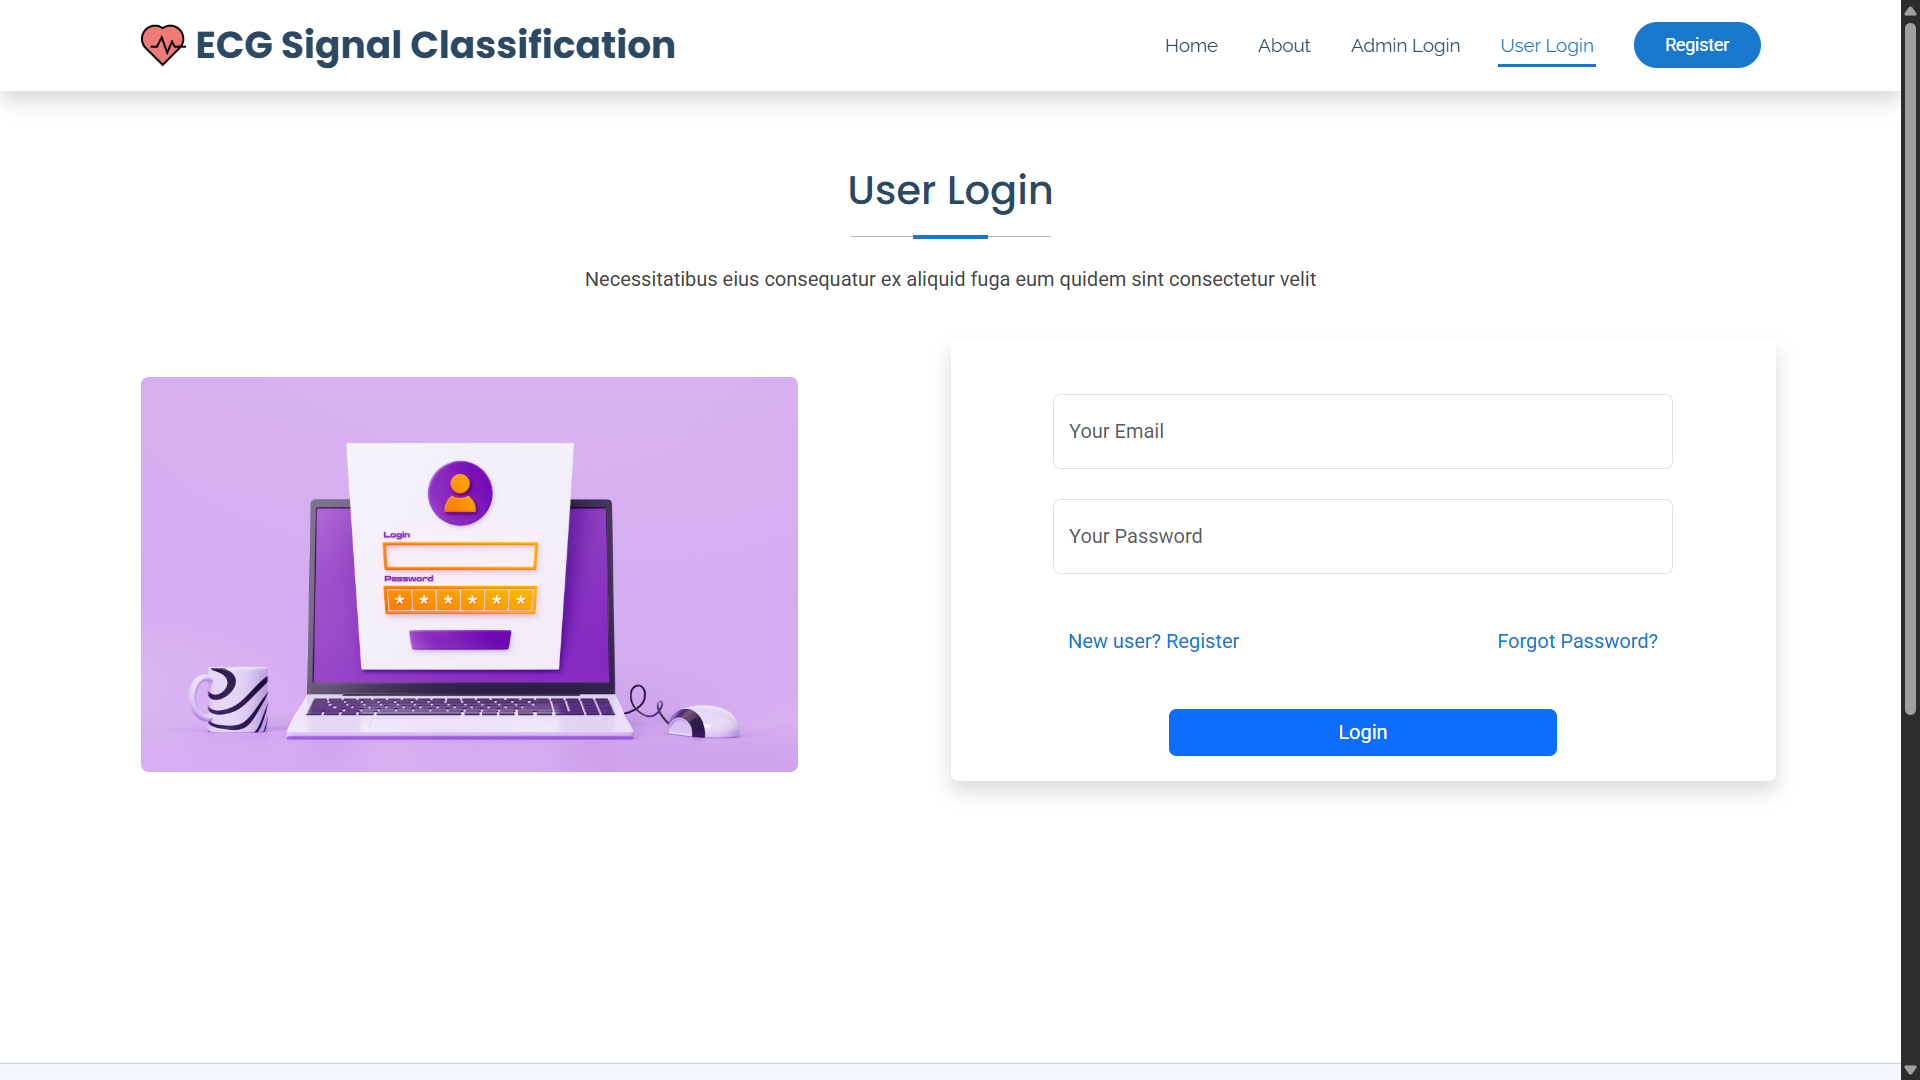 ECG Signal Classification
Home
About
Admin Login
User Login
Register
User Login
Necessitatibus eius consequatur ex aliquid fuga eum quidem sint consectetur velit
Login
Password
* * * * * *
Your Email
Your Password
New user? Register
Forgot Password?
Login